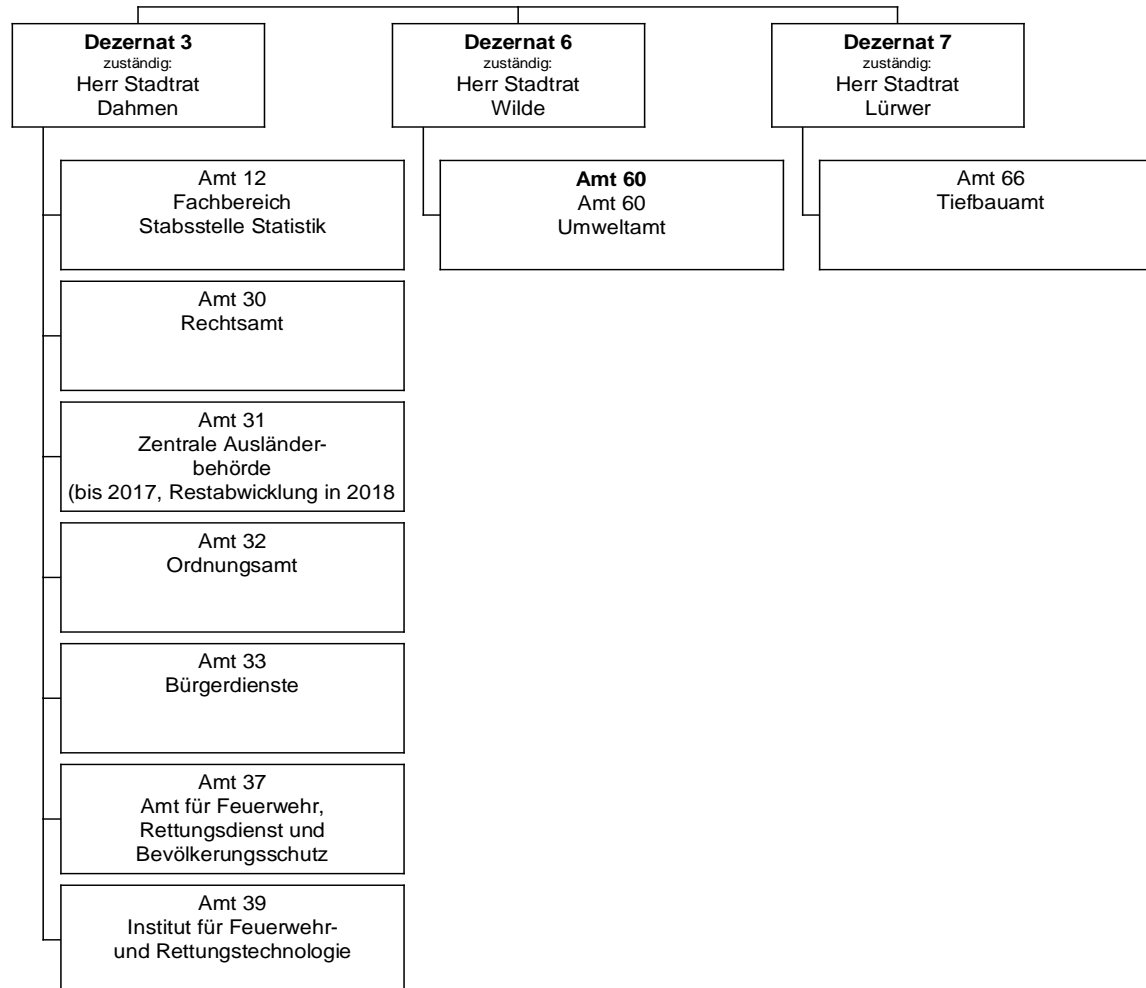 Dezernat 3
zuständig:
Herr Stadtrat
Dahmen
Dezernat 6
zuständig:
Herr Stadtrat
Wilde
Dezernat 7
zuständig:
Herr Stadtrat
Lürwer
Amt 12
Fachbereich
Stabsstelle Statistik
Amt 60
Amt 60
Umweltamt
Amt 66
Tiefbauamt
Amt 30
Rechtsamt
Amt 31
Zentrale Ausländer-
behörde
(bis 2017, Restabwicklung in 2018
Amt 32
Ordnungsamt
Amt 33
Bürgerdienste
Amt 37
Amt für Feuerwehr,
Rettungsdienst und
Bevölkerungsschutz
Amt 39
Institut für Feuerwehr-
und Rettungstechnologie